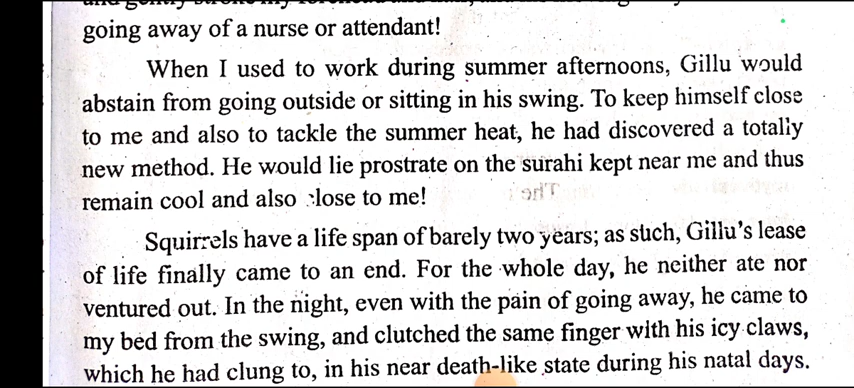 going away of a nurse or attendant!
When I used to work during summer afternoons, Gillu would
abstain from going outside or sitting in his swing. To keep himself close
to me and also to tackle the summer heat, he had discovered a totally
new method. He would lie prostrate on the surahi kept near me and thus
remain cool and also close to me!
Squirrels have a life span of barely two years; as such, Gillu's lease
of life finally came to an end. For the whole day, he neither ate nor
ventured out. In the night, even with the pain of going away, he came to
my bed from the swing, and clutched the same finger with his icy claws,
which he had clung to, in his near death-like state during his natal days.